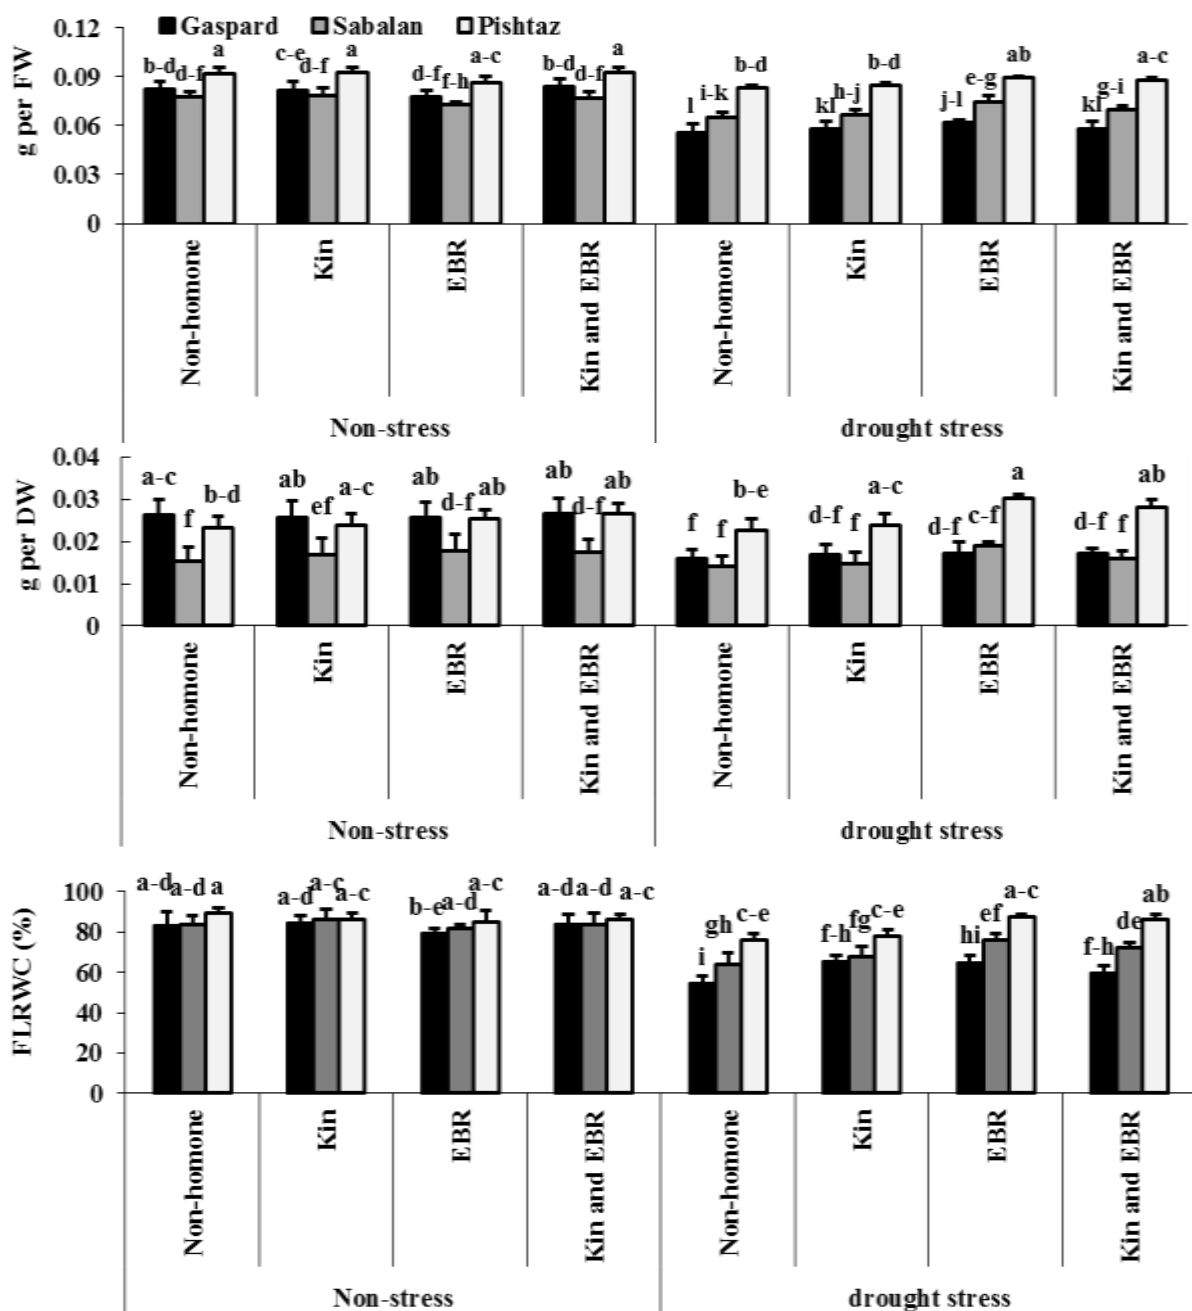 Gaspard Sabalan Pishtaz
g per FW
0.12
0.09
0.06
0.03
0
b-d d-f a c-e d-f a d-f f-h a-c b-d d-f a l i-k b-d kl h-j b-d j-l e-g ab kl g-i a-c
Non-homone Kin EBR Kin and EBR Non-homone Kin EBR Kin and EBR
Non-stress drought stress
g per DW
0.04
0.03
0.02
0.01
0
a-c f b-d ab ef a-c ab d-f ab ab d-f ab f f b-e d-f f a-c d-f c-f a d-f f ab
Non-homone Kin EBR Kin and EBR Non-homone Kin EBR Kin and EBR
Non-stress drought stress
FLRWC (%)
100
80
60
40
20
0
a-d a-d a a-d a-c a-c b-e a-d a-c a-d a-d a-c i gh c-e f-h fg c-e hi ef a-c f-h de ab
Non-homone Kin EBR Kin and EBR Non-homone Kin EBR Kin and EBR
Non-stress drought stress